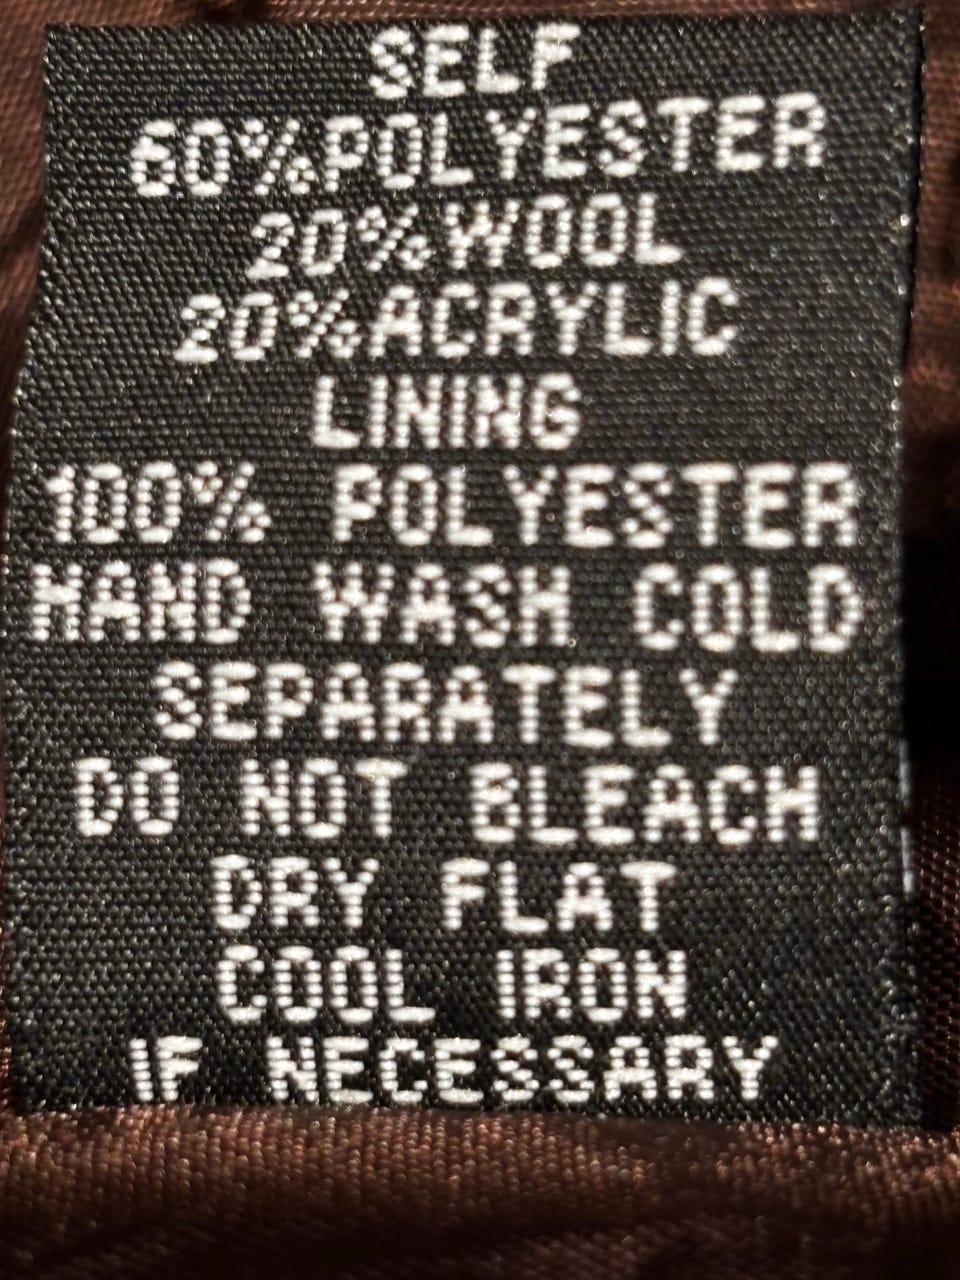 SELF
60%POLYESTER
20%WOOL
20%ACRYLIC
LINING
100% POLYESTER
HAND WASH COLD
SEPARATELY
DO NOT BLEACH
DRY FLAT
COOL IRON
IF NECESSARY